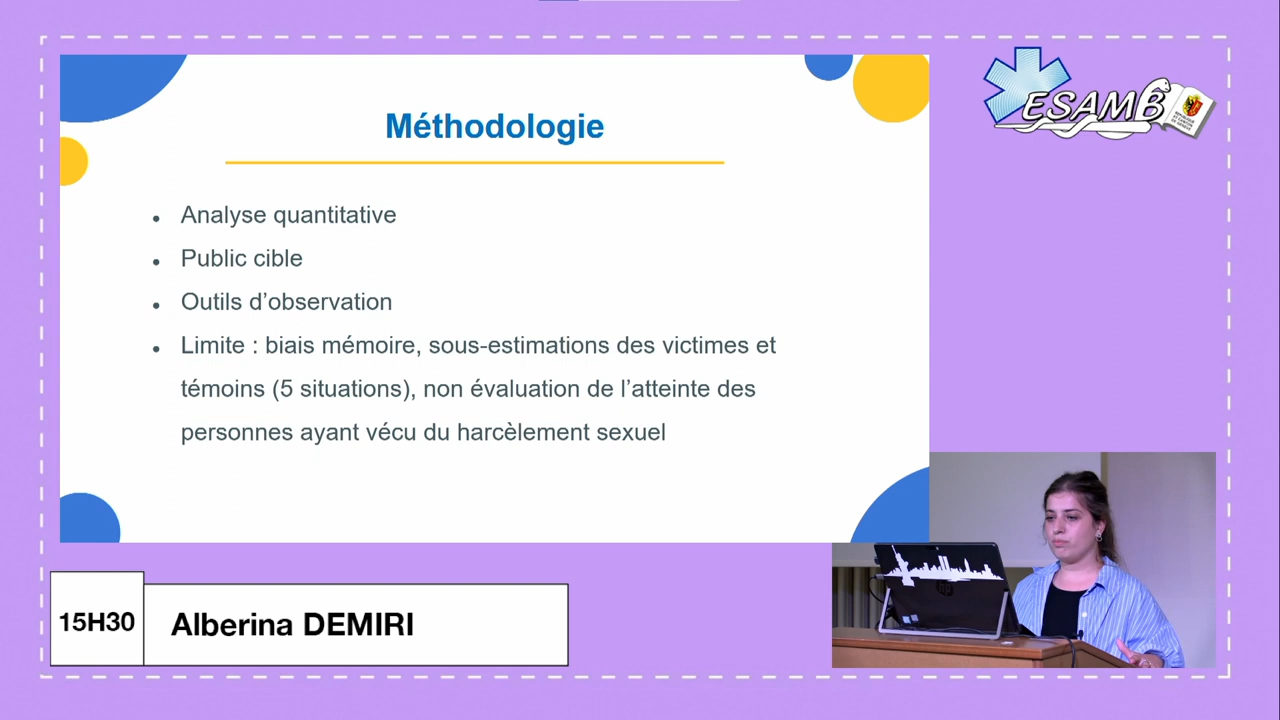 Méthodologie
Analyse quantitative
Public cible
Outils d’observation
Limite : biais mémoire, sous-estimations des victimes et
témoins (5 situations), non évaluation de l’atteinte des
personnes ayant vécu du harcèlement sexuel
ESAMB
15H30
Alberina DEMIRI
hp